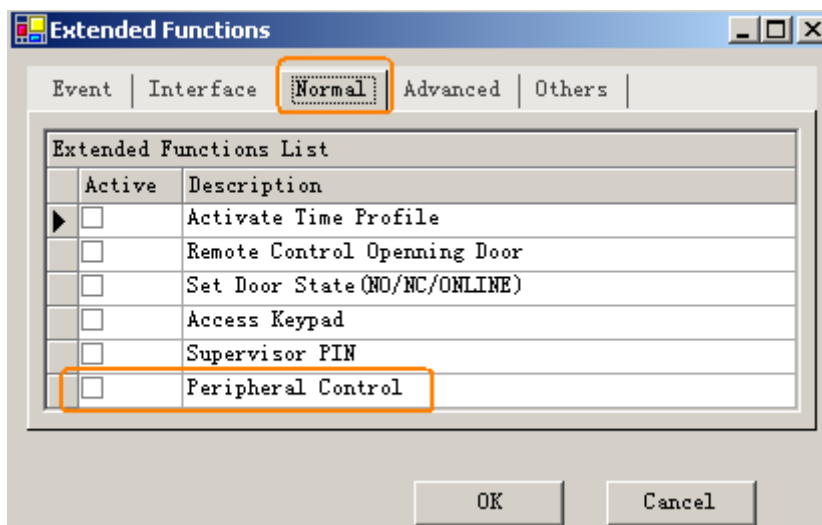 Extended Functions
Event Interface Normal Advanced Others
Extended Functions List
Active Description
Activate Time Profile
Remote Control Openning Door
Set Door State(NO/NC/ONLINE)
Access Keypad
Supervisor PIN
Peripheral Control
OK Cancel